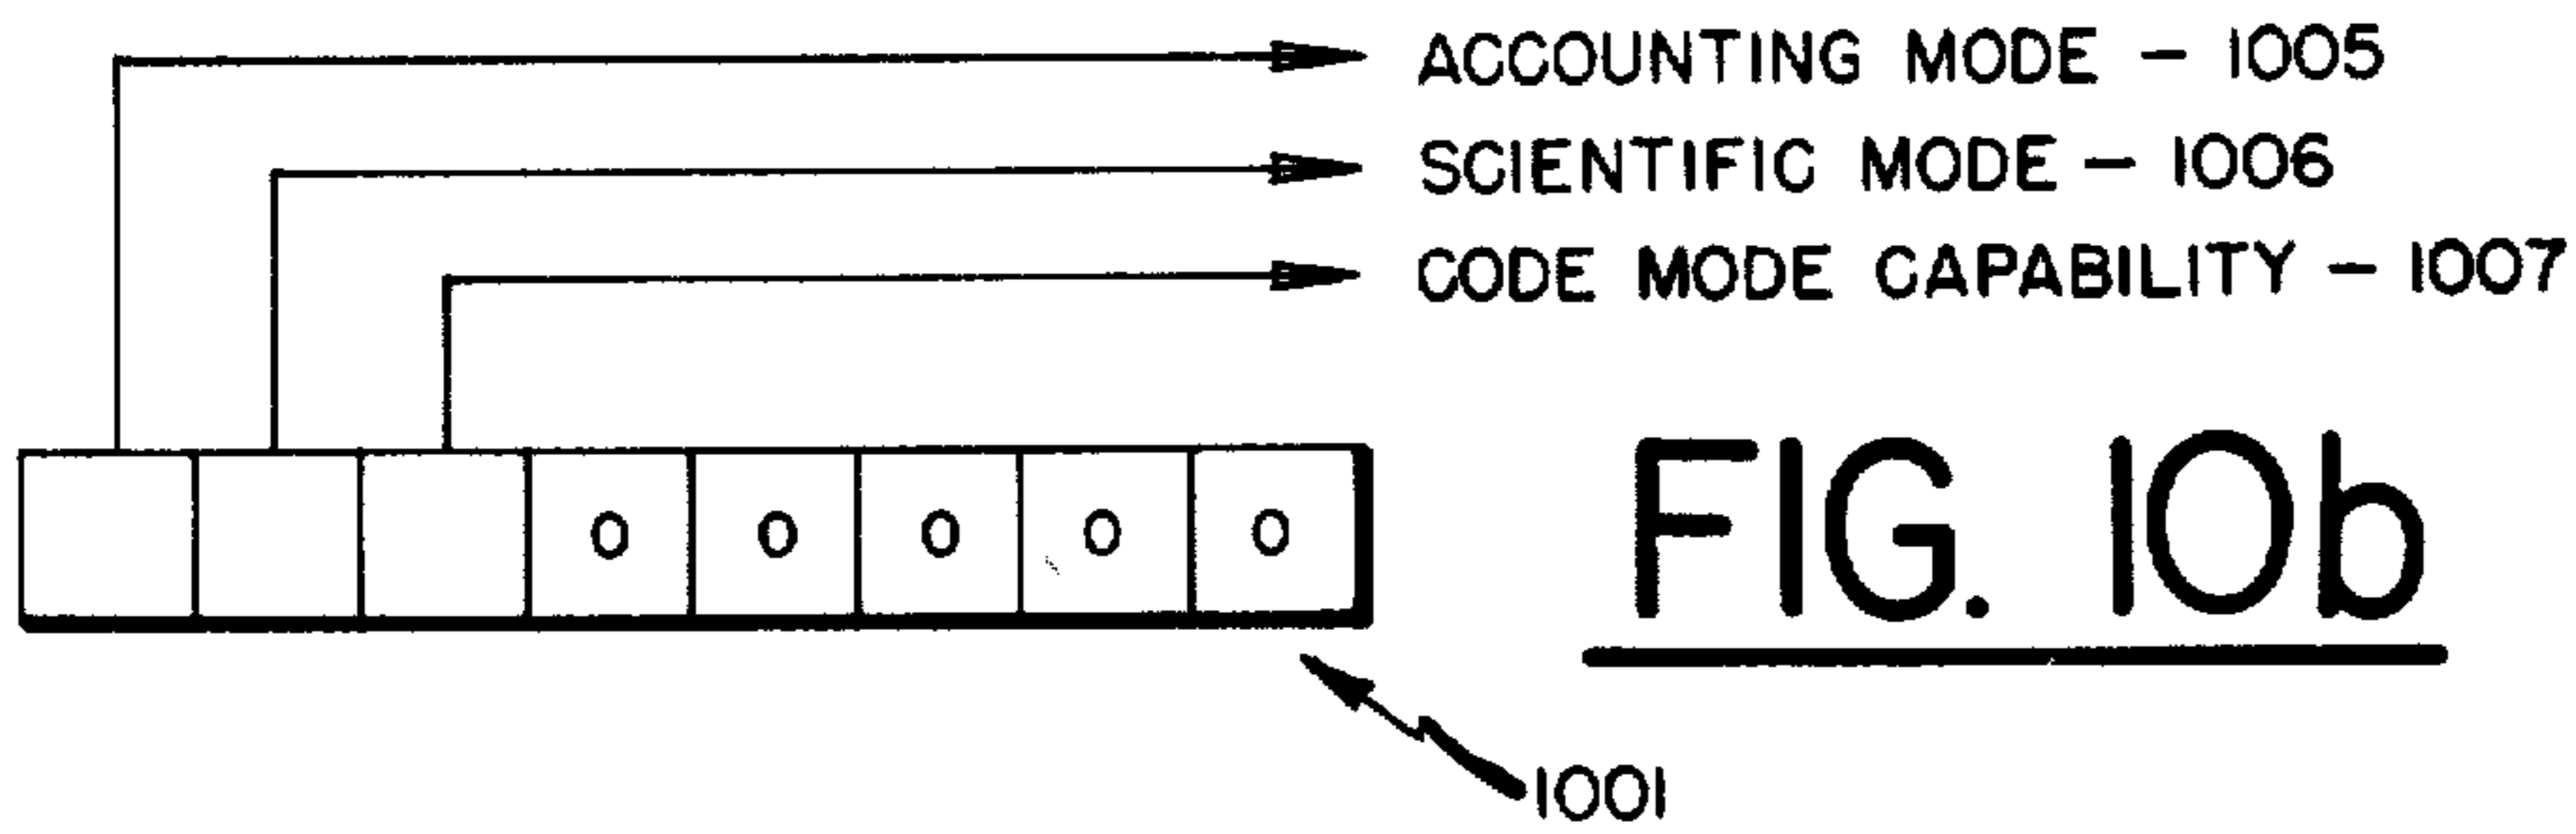 ACCOUNTING MODE - 1005
SCIENTIFIC MODE - 1006
CODE MODE CAPABILITY - 1007
0 0 0 0 0
FIG. 10b
1001